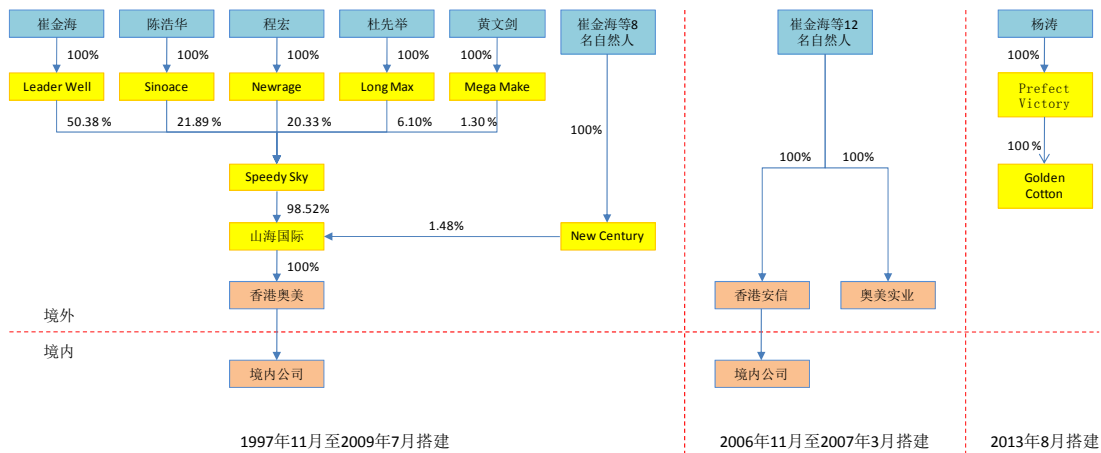 崔金海
陈浩华
程宏
杜先举
黄文剑
崔金海等8
名自然人
崔金海等12
名自然人
杨涛
100%
100%
100%
100%
100%
100%
Leader Well
Sinoace
Newrage
Long Max
Mega Make
Prefect
Victory
50.38 %
21.89 %
20.33 %
6.10%
1.30 %
100%
100 %
100%
100%
Speedy Sky
Golden
Cotton
98.52%
山海国际
1.48%
New Century
100%
香港奥美
香港安信
奥美实业
境外
境内
境内公司
境内公司
1997年11月至2009年7月搭建
2006年11月至2007年3月搭建
2013年8月搭建